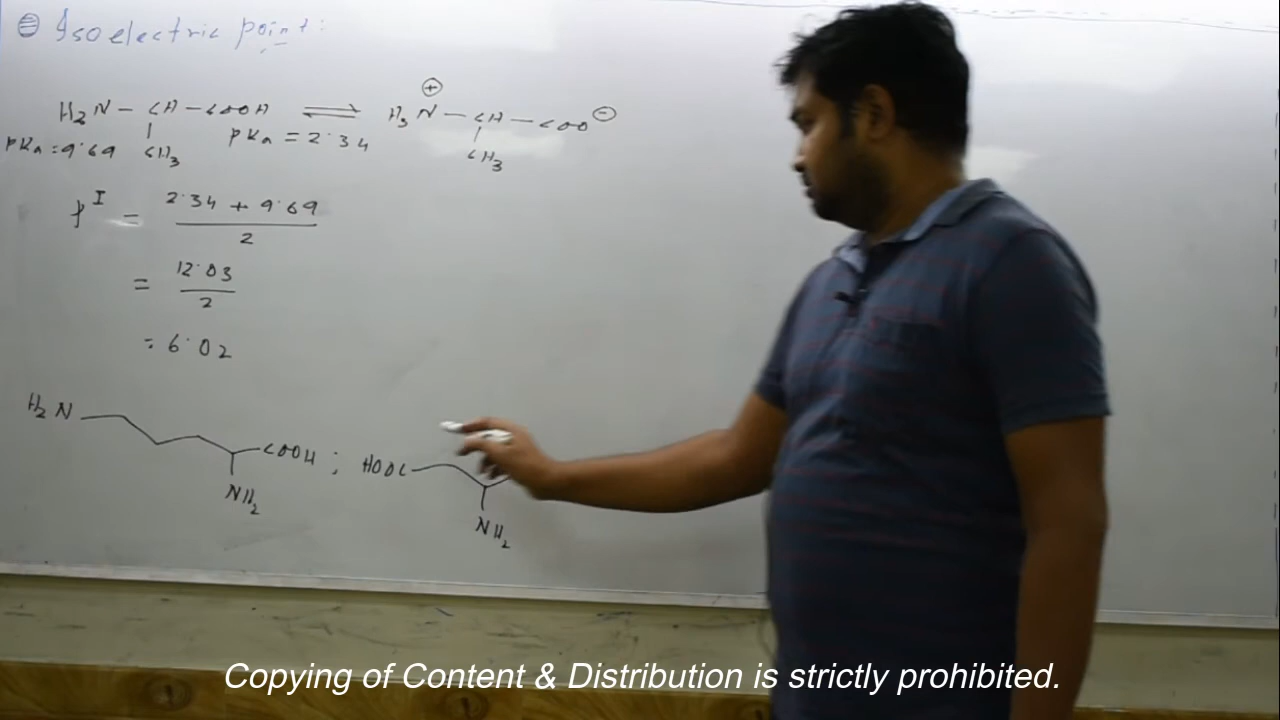 Isoelectric point:
H₂N – CH – COOH ⇌ H₃N⊕ – CH – COO⊖
pKa = 9.69 CH₃ pKa = 2.34 CH₃
pI = 2.34 + 9.69 / 2
= 12.03 / 2
= 6.02
H₂N COOH ; HOOC
NH₂ NH₂
Copying of Content & Distribution is strictly prohibited.